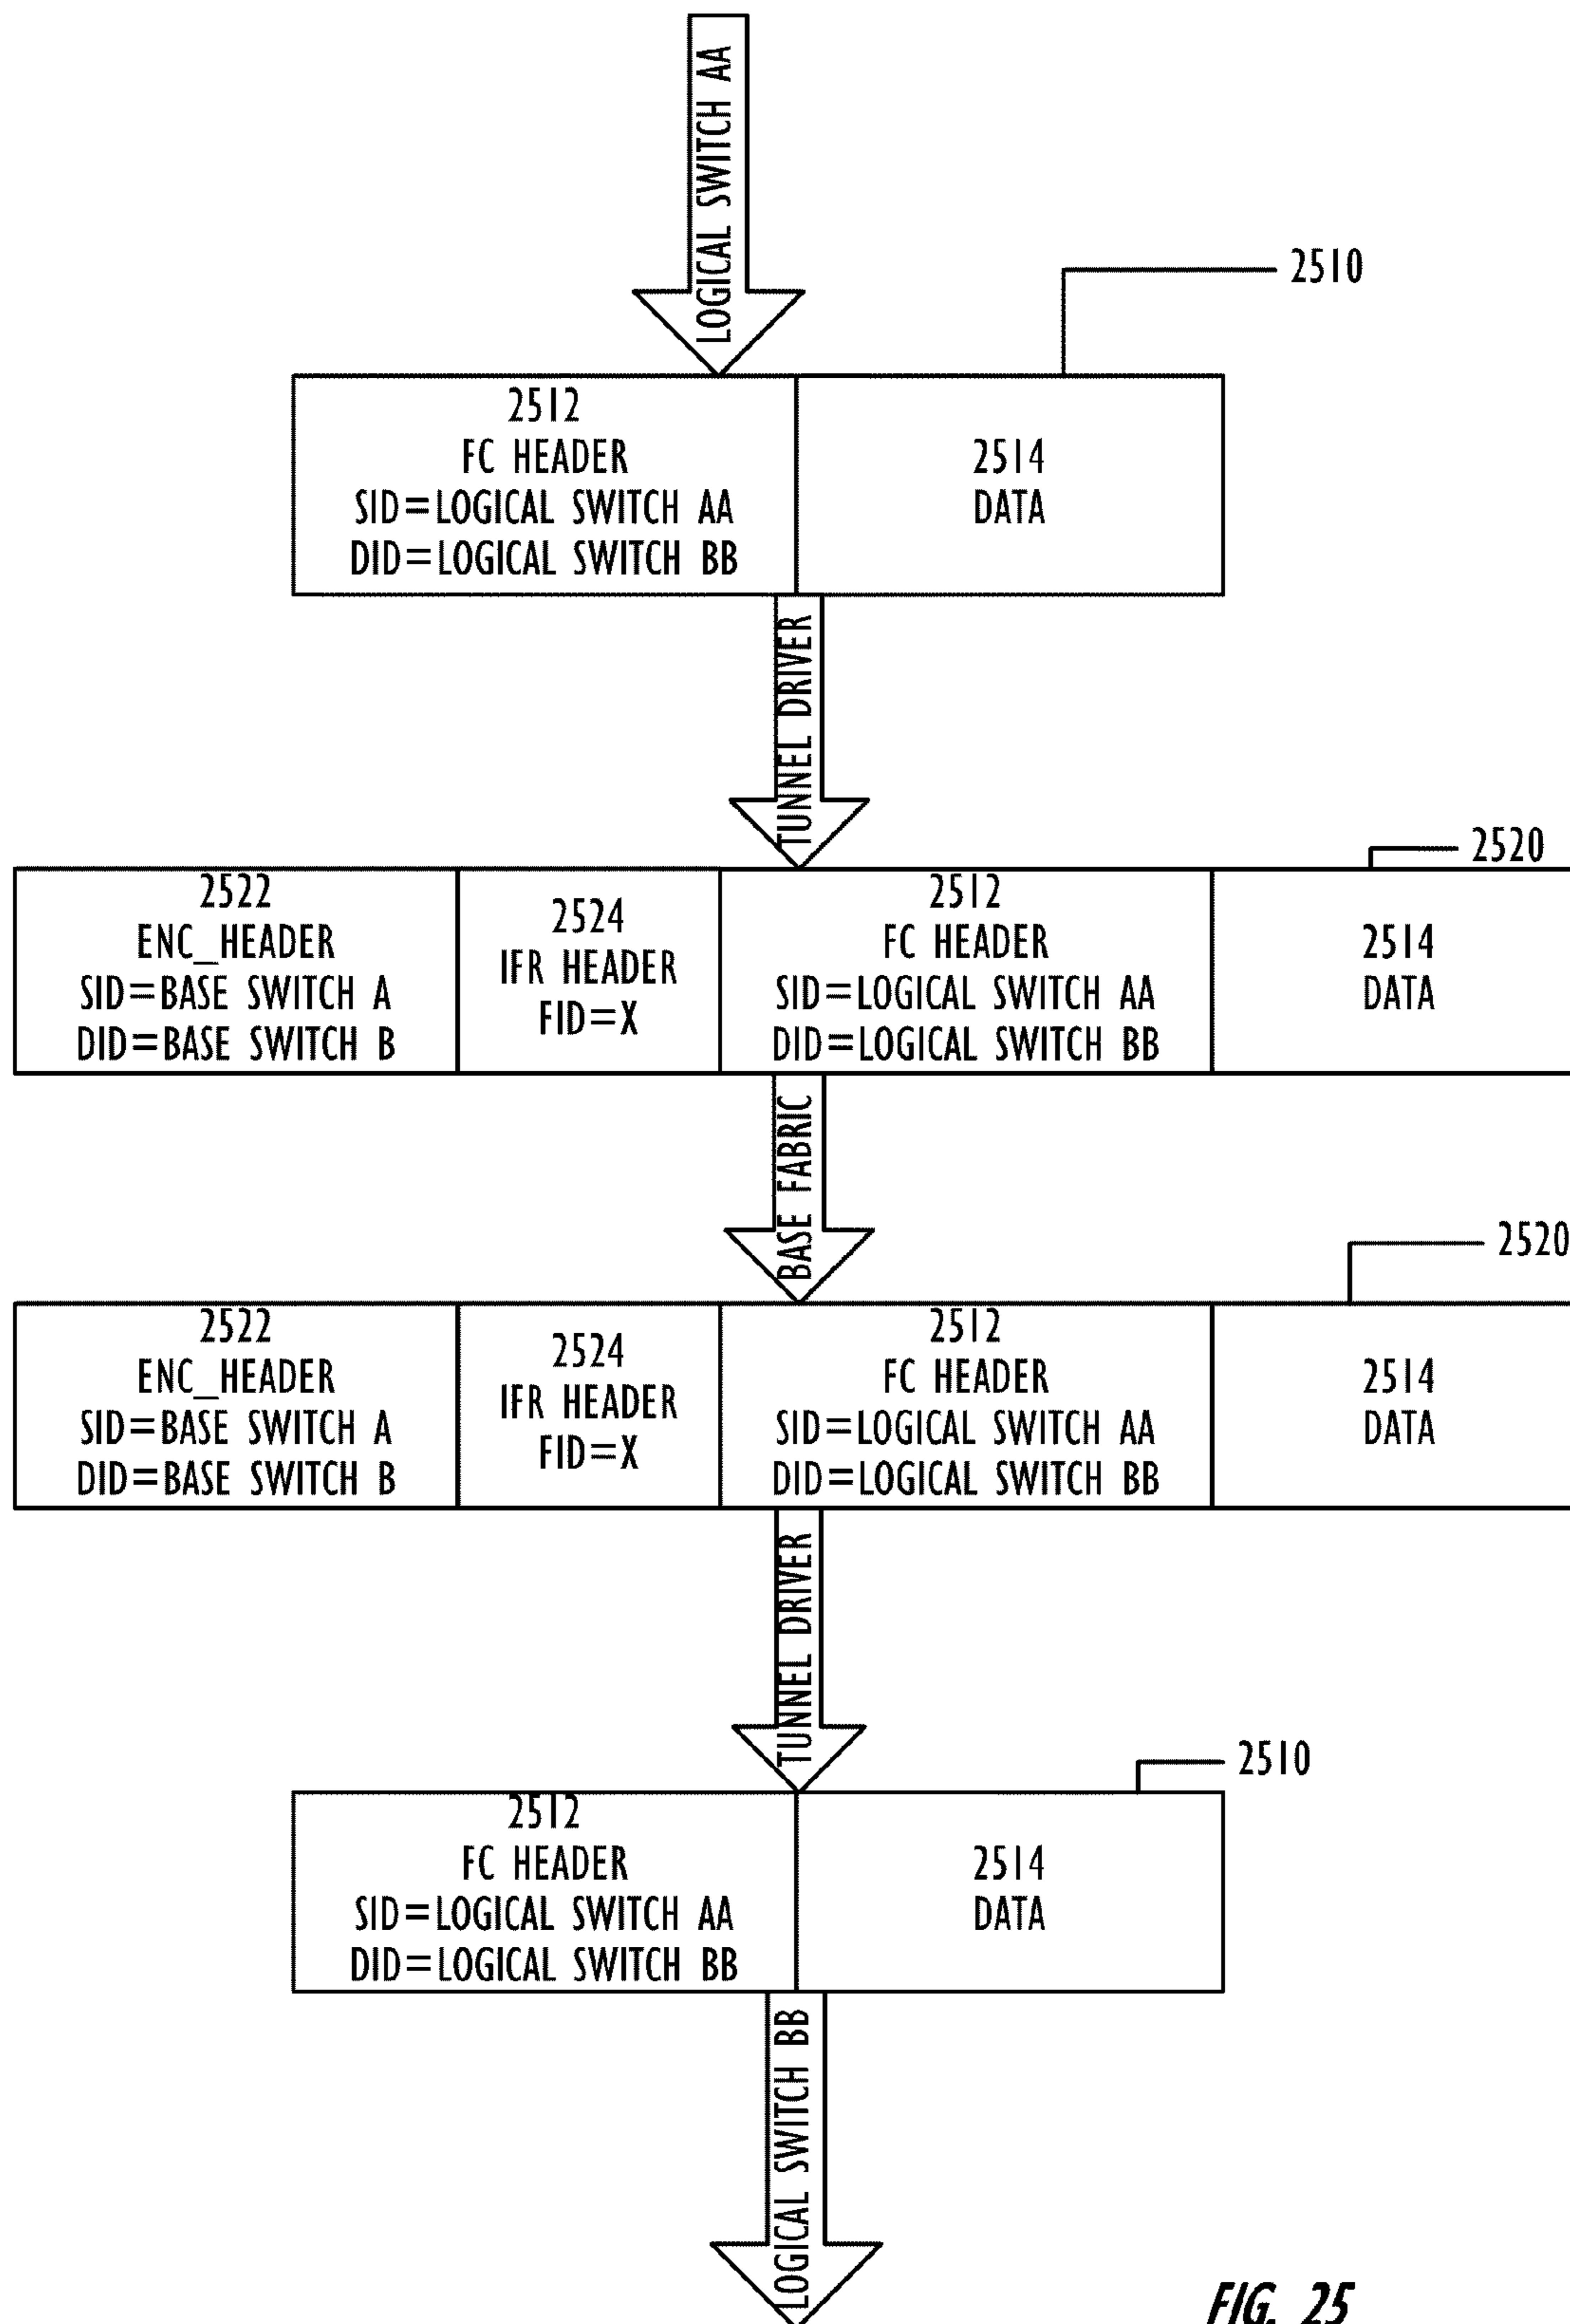 LOGICAL SWITCH AA
2510
2512
FC HEADER
SID=LOGICAL SWITCH AA
DID=LOGICAL SWITCH BB
2514
DATA
TUNNEL DRIVER
2520
2522
ENC_HEADER
SID=BASE SWITCH A
DID=BASE SWITCH B
2524
IFR HEADER
FID=X
2512
FC HEADER
SID=LOGICAL SWITCH AA
DID=LOGICAL SWITCH BB
2514
DATA
BASE FABRIC
2520
2522
ENC_HEADER
SID=BASE SWITCH A
DID=BASE SWITCH B
2524
IFR HEADER
FID=X
2512
FC HEADER
SID=LOGICAL SWITCH AA
DID=LOGICAL SWITCH BB
2514
DATA
TUNNEL DRIVER
2510
2512
FC HEADER
SID=LOGICAL SWITCH AA
DID=LOGICAL SWITCH BB
2514
DATA
LOGICAL SWITCH BB
FIG. 25